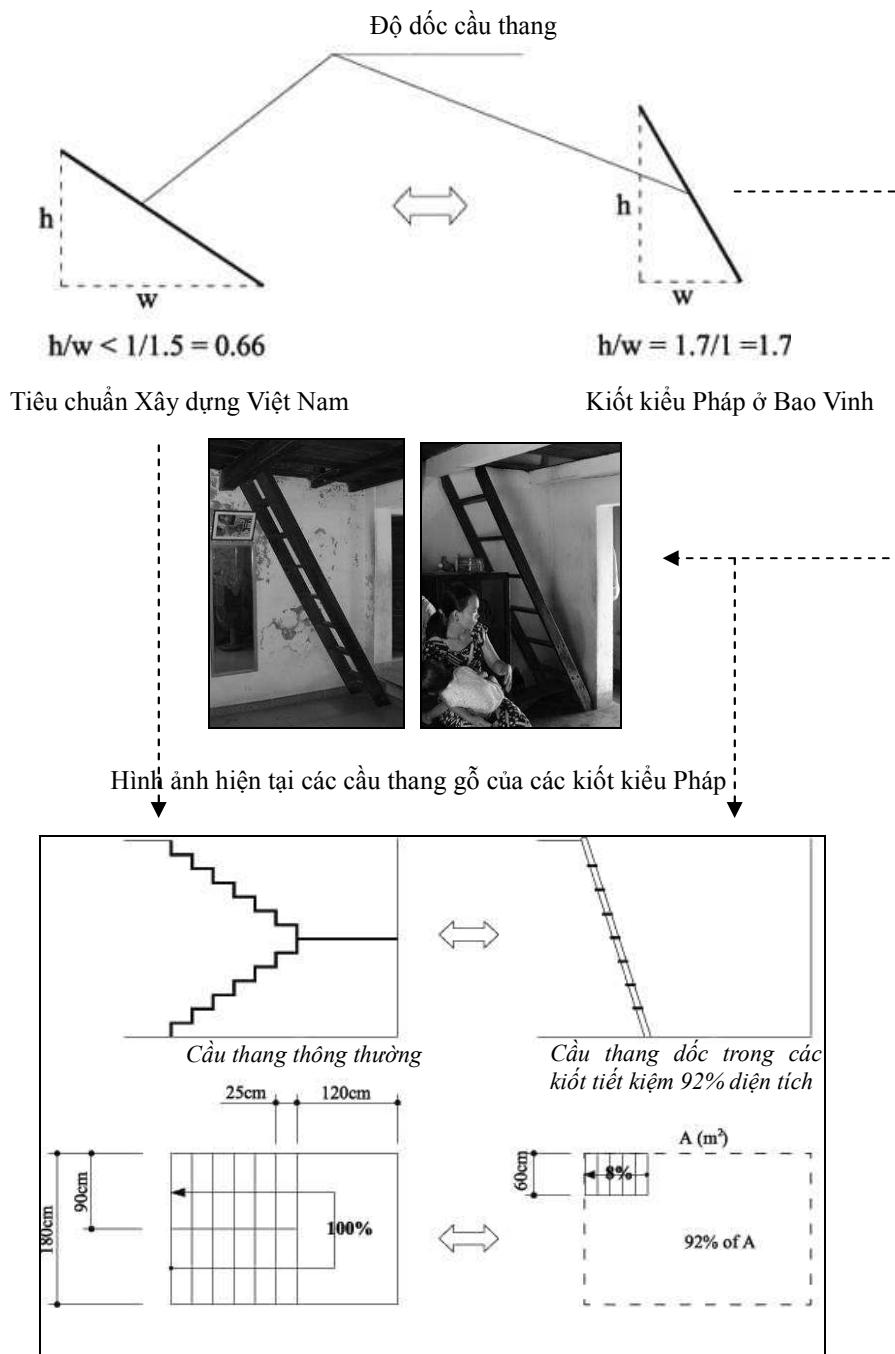 Độ dốc cầu thang
h
w
h
w
h/w < 1/1.5 = 0.66
h/w = 1.7/1 =1.7
Tiêu chuẩn Xây dựng Việt Nam
Kiốt kiểu Pháp ở Bao Vinh
Hình ảnh hiện tại các cầu thang gỗ của các kiốt kiểu Pháp
Cầu thang thông thường
Cầu thang dốc trong các
kiốt tiết kiệm 92% diện tích
25cm
120cm
A (m²)
180cm
90cm
100%
60cm
8%
92% of A